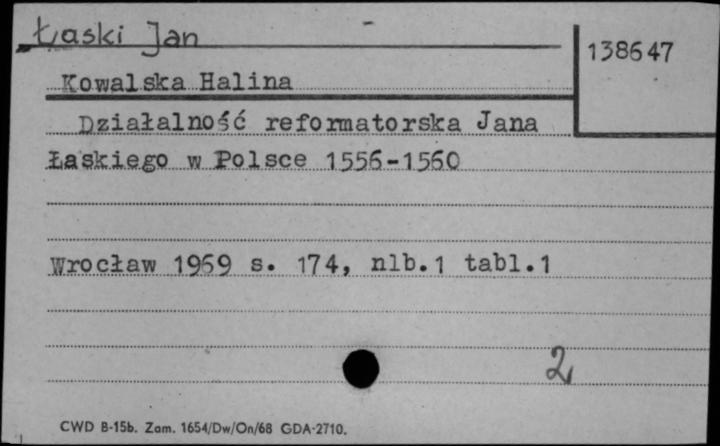 Łaski Jan
138647
Kowalska Halina
Działalność reformatorska Jana
Łaskiego w Polsce 1556-1560
Wrocław 1969 s. 174, nlb.1 tabl.1
2
CWD B-15b. Zam. 1654/Dw/On/68 GDA-2710.